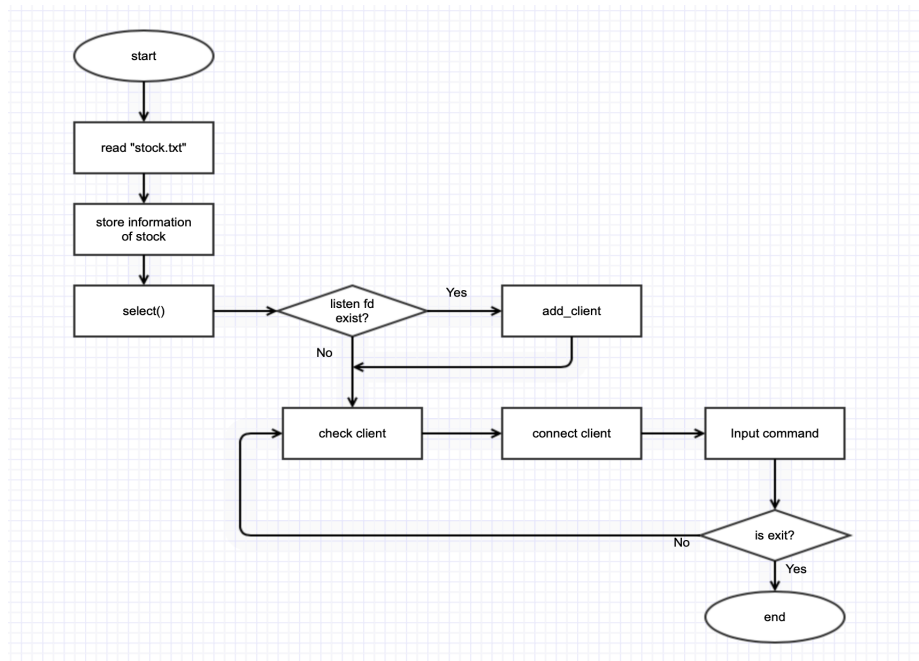 start
read "stock.txt"
store information
of stock
select()
listen fd
exist?
Yes
add_client
No
check client
connect client
Input command
is exit?
No
Yes
end